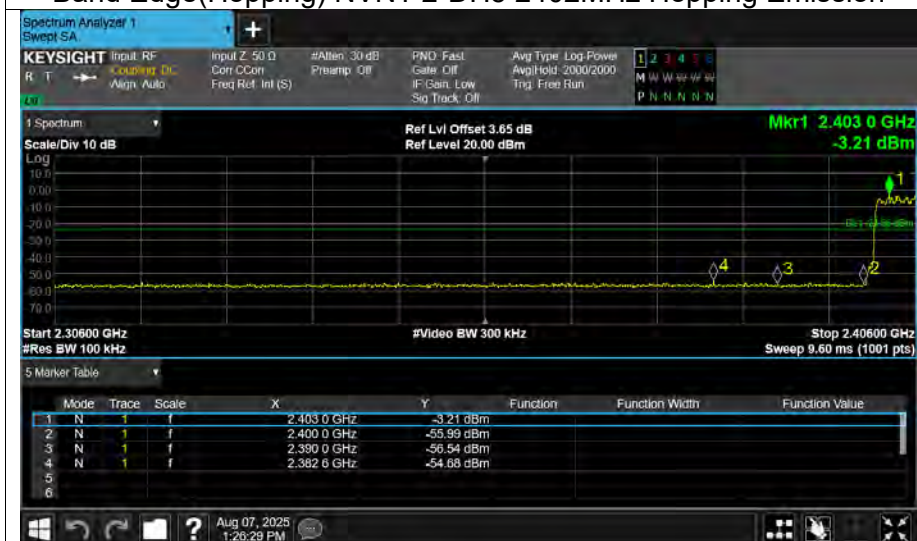 Band Edge(Hopping) NVNT 2-DH5 2402MHz Hopping Emission
Spectrum Analyzer 1
Swept SA
+
KEYSIGHT Input: RF Input Z: 50 Ω #Atten: 30 dB PNO: Fast Avg Type: Log-Power 1 2 3 4 5 6
R T Coupling: DC Corr CCorr Preamp: Off Gate: Off Avg|Hold: 2000/2000 M W W W W W
Align: Auto Freq Ref: Int (S) IF Gain: Low Trig: Free Run
Sig Track: Off P N N N N N
1 Spectrum
Scale/Div 10 dB
Ref Lvl Offset 3.65 dB
Ref Level 20.00 dBm
Mkr1 2.403 0 GHz
-3.21 dBm
Log
10.0
0.00
-10.0
-20.0
-30.0
-40.0
-50.0
-60.0
-70.0
1
4
3
2
Start 2.30600 GHz #Video BW 300 kHz Stop 2.40600 GHz
#Res BW 100 kHz Sweep 9.60 ms (1001 pts)
5 Marker Table
Mode Trace Scale X Y Function Function Width Function Value
1 N 1 f 2.403 0 GHz -3.21 dBm
2 N 1 f 2.400 0 GHz -55.99 dBm
3 N 1 f 2.390 0 GHz -56.54 dBm
4 N 1 f 2.382 6 GHz -54.68 dBm
5
6
?
Aug 07, 2025
1:26:29 PM